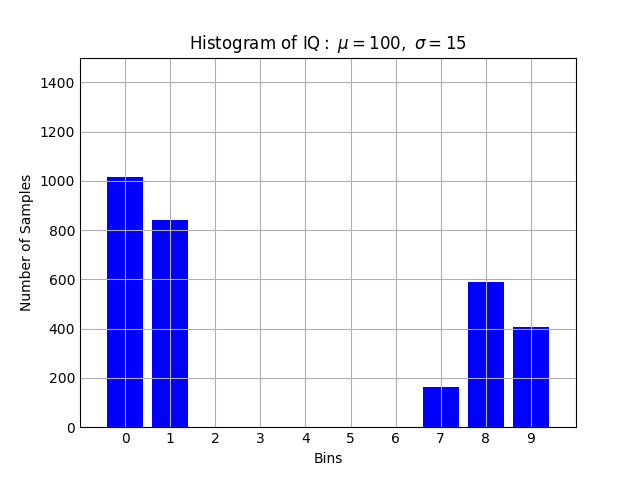 Histogram of IQ : μ = 100, σ = 15
1400
1200
1000
800
600
400
200
0
Number of Samples
0 1 2 3 4 5 6 7 8 9
Bins